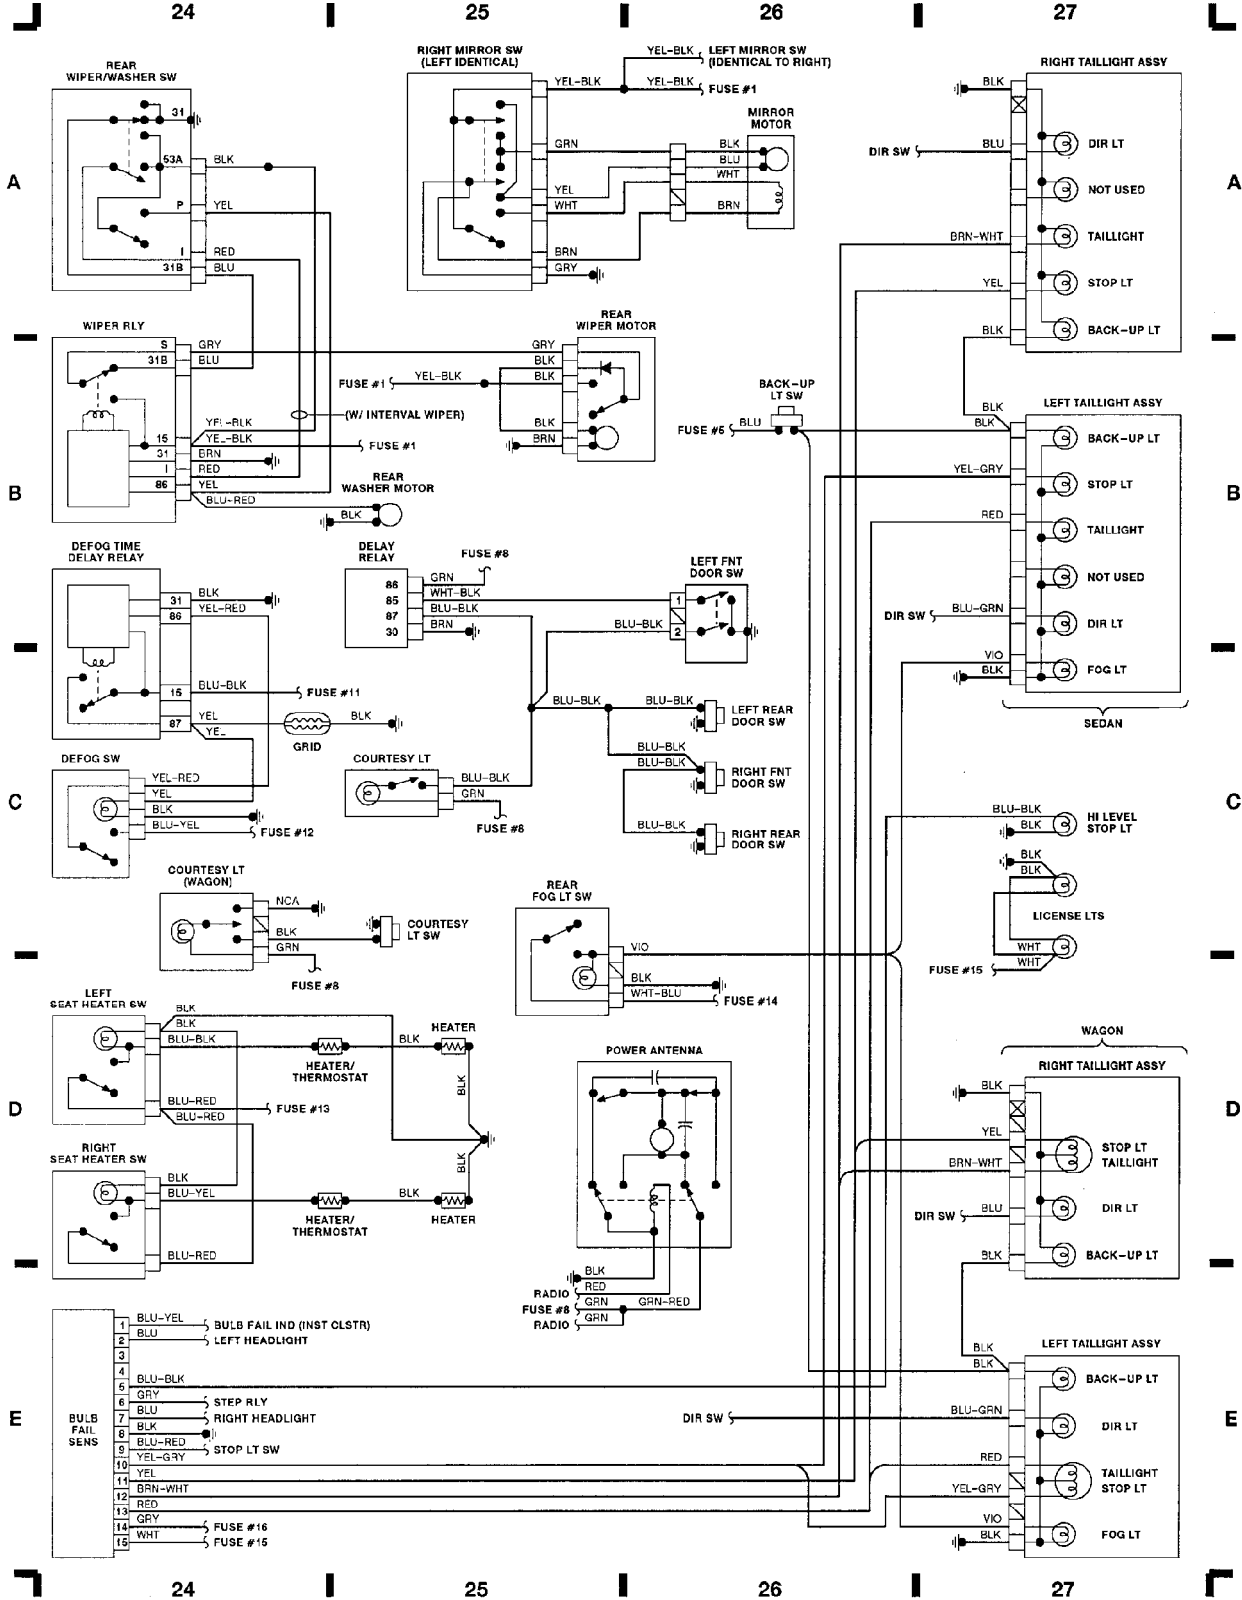 24 25 26 27
REAR
WIPER/WASHER SW
31
53A BLK
P YEL
I RED
31B BLU
A
RIGHT MIRROR SW
(LEFT IDENTICAL)
YEL-BLK LEFT MIRROR SW
(IDENTICAL TO RIGHT)
YEL-BLK YEL-BLK FUSE #1
MIRROR
MOTOR
GRN BLK
BLU
WHT
YEL
WHT BRN
BRN
GRY
RIGHT TAILLIGHT ASSY
BLK
DIR SW BLU DIR LT
NOT USED
BRN-WHT TAILLIGHT
YEL STOP LT
BLK BACK-UP LT
A
WIPER RLY
S GRY
31B BLU
(W/ INTERVAL WIPER)
YEL-BLK
15 YEL-BLK FUSE #1
31 BRN
I RED
86 YEL
BLU-RED
BLK
REAR
WASHER MOTOR
B
REAR
WIPER MOTOR
GRY
BLK
FUSE #1 YEL-BLK BLK
BLK
BRN
BACK-UP
LT SW
FUSE #5 BLU
LEFT TAILLIGHT ASSY
BLK
BLK BACK-UP LT
YEL-GRY STOP LT
RED TAILLIGHT
NOT USED
DIR SW BLU-GRN DIR LT
VIO
BLK FOG LT
SEDAN
B
DEFOG TIME
DELAY RELAY
31 BLK
86 YEL-RED
15 BLU-BLK FUSE #11
87 YEL BLK
YEL
GRID
DELAY
RELAY
FUSE #8
86 GRN
85 WHT-BLK
87 BLU-BLK
30 BRN
LEFT FNT
DOOR SW
1
BLU-BLK 2
BLU-BLK BLU-BLK LEFT REAR
DOOR SW
BLU-BLK
BLU-BLK RIGHT FNT
DOOR SW
BLU-BLK RIGHT REAR
DOOR SW
DEFOG SW
YEL-RED
YEL
BLK
BLU-YEL FUSE #12
C
COURTESY LT
BLU-BLK
GRN
FUSE #8
BLU-BLK HI LEVEL
BLK STOP LT
BLK
BLK
LICENSE LTS
WHT
FUSE #15 WHT
C
COURTESY LT
(WAGON)
NCA
BLK
GRN
COURTESY
LT SW
FUSE #8
REAR
FOG LT SW
VIO
BLK
WHT-BLU FUSE #14
LEFT
SEAT HEATER SW
BLK
BLK
BLU-BLK BLK
HEATER
HEATER/
THERMOSTAT
BLK
BLU-RED FUSE #13
BLU-RED
D
RIGHT
SEAT HEATER SW
BLK
BLK
BLU-YEL BLK
HEATER/
THERMOSTAT
HEATER
BLU-RED
POWER ANTENNA
BLK
RADIO RED
FUSE #8 GRN GRN-RED
RADIO GRN
WAGON
RIGHT TAILLIGHT ASSY
BLK
YEL STOP LT
BRN-WHT TAILLIGHT
DIR SW BLU DIR LT
BLK BACK-UP LT
D
E
BULB
FAIL
SENS
1 BLU-YEL BULB FAIL IND (INST CLSTR)
2 BLU LEFT HEADLIGHT
3
4
5 BLU-BLK
6 GRY STEP RLY
7 BLU RIGHT HEADLIGHT
8 BLK
9 BLU-RED STOP LT SW
10 YEL-GRY
11 YEL
12 BRN-WHT
13 RED
14 GRY FUSE #16
15 WHT FUSE #15
LEFT TAILLIGHT ASSY
BLK
BLK BACK-UP LT
DIR SW BLU-GRN DIR LT
RED TAILLIGHT
YEL-GRY STOP LT
VIO
BLK FOG LT
E
24 25 26 27